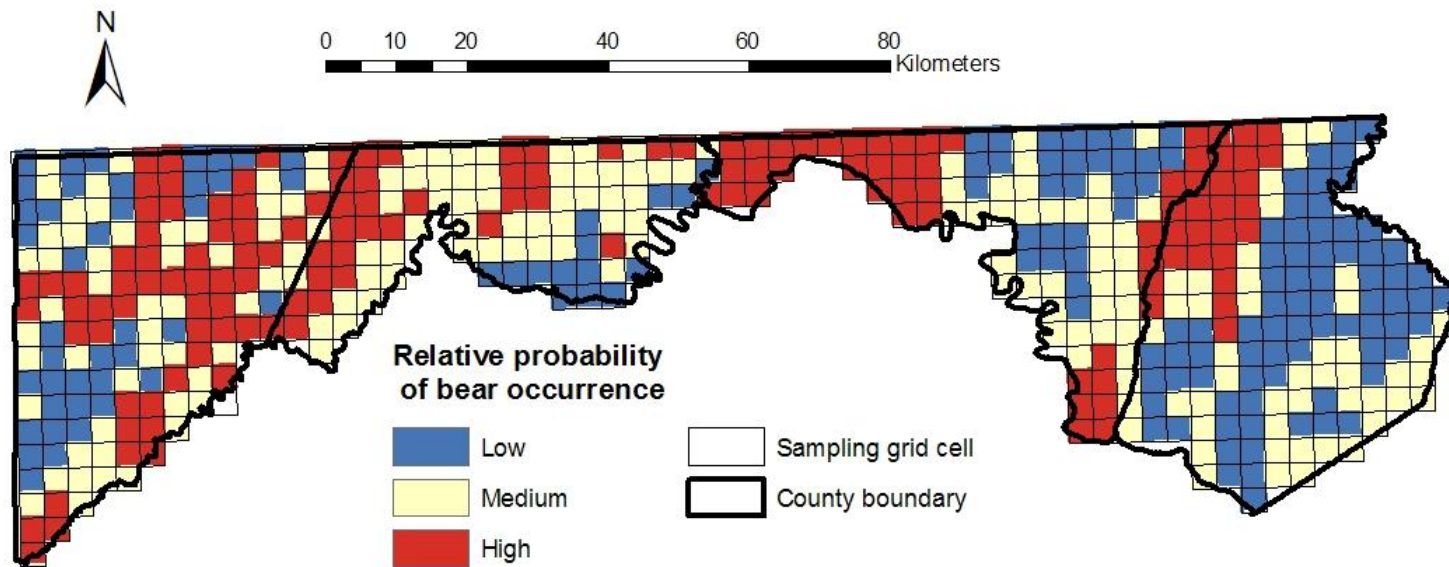 N
0 10 20 40 60 80
Kilometers
Relative probability
of bear occurrence
Low
Medium
High
Sampling grid cell
County boundary